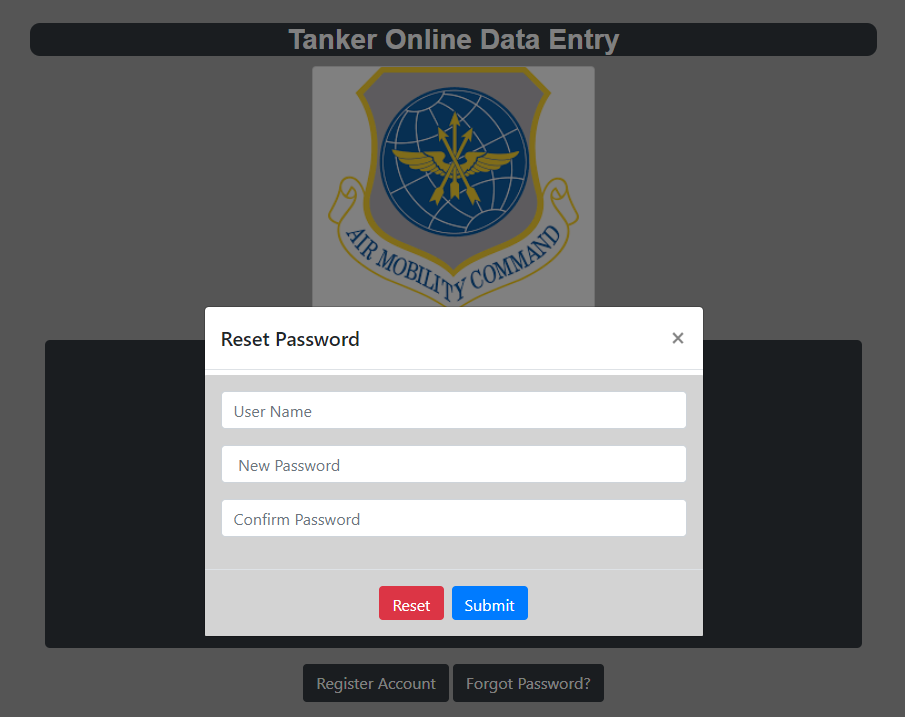 Tanker Online Data Entry
AIR MOBILITY COMMAND
Reset Password
×
User Name
New Password
Confirm Password
Reset
Submit
Register Account
Forgot Password?